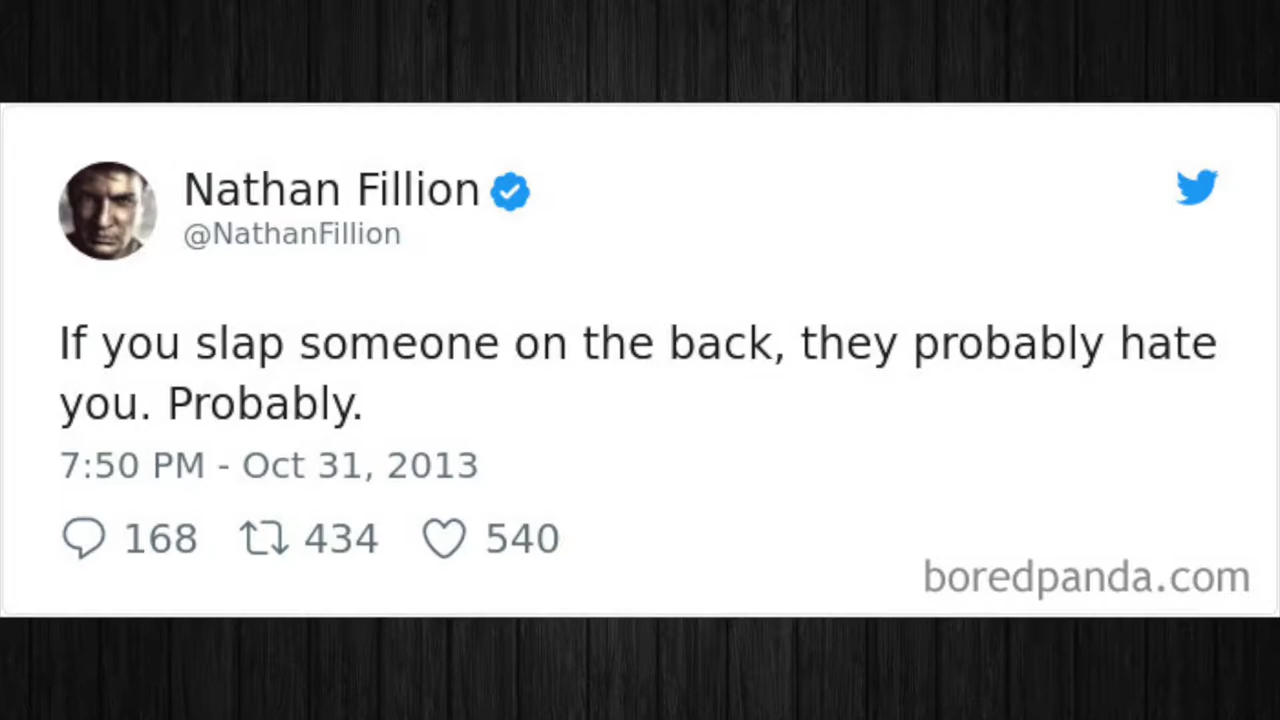 Nathan Fillion
@NathanFillion
If you slap someone on the back, they probably hate
you. Probably.
7:50 PM - Oct 31, 2013
168 434 540
boredpanda.com